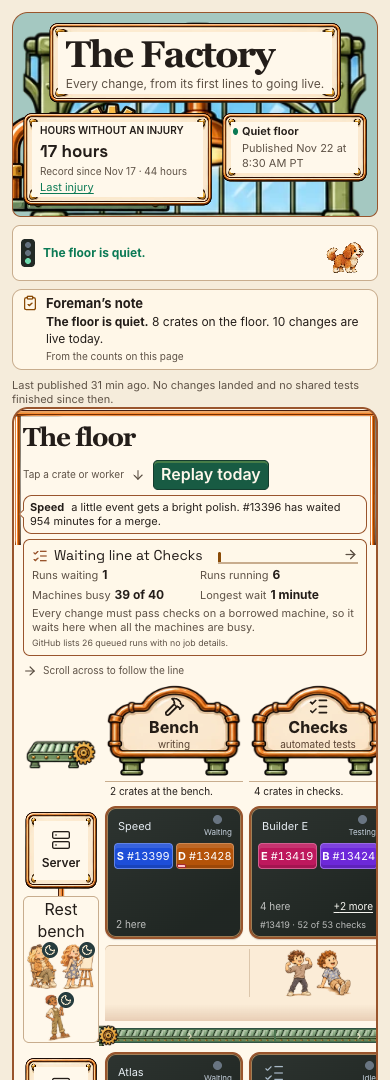 The Factory
Every change, from its first lines to going live.
HOURS WITHOUT AN INJURY
17 hours
Record since Nov 17 · 44 hours
Last injury
Quiet floor
Published Nov 22 at
8:30 AM PT
The floor is quiet.
Foreman's note
The floor is quiet. 8 crates on the floor. 10 changes are
live today.
From the counts on this page
Last published 31 min ago. No changes landed and no shared tests
finished since then.
The floor
Tap a crate or worker ↓ Replay today
Speed a little event gets a bright polish. #13396 has waited
954 minutes for a merge.
Waiting line at Checks →
Runs waiting 1 Runs running 6
Machines busy 39 of 40 Longest wait 1 minute
Every change must pass checks on a borrowed machine, so it
waits here when all the machines are busy.
GitHub lists 26 queued runs with no job details.
→ Scroll across to follow the line
Bench
writing
Checks
automated tests
2 crates at the bench.
4 crates in checks.
Server
Speed
Waiting
S #13399 D #13428
2 here
Builder E
Testing
E #13419 B #13424
4 here +2 more
#13419 · 52 of 53 checks
Rest
bench
Atlas
Waiting
Idle